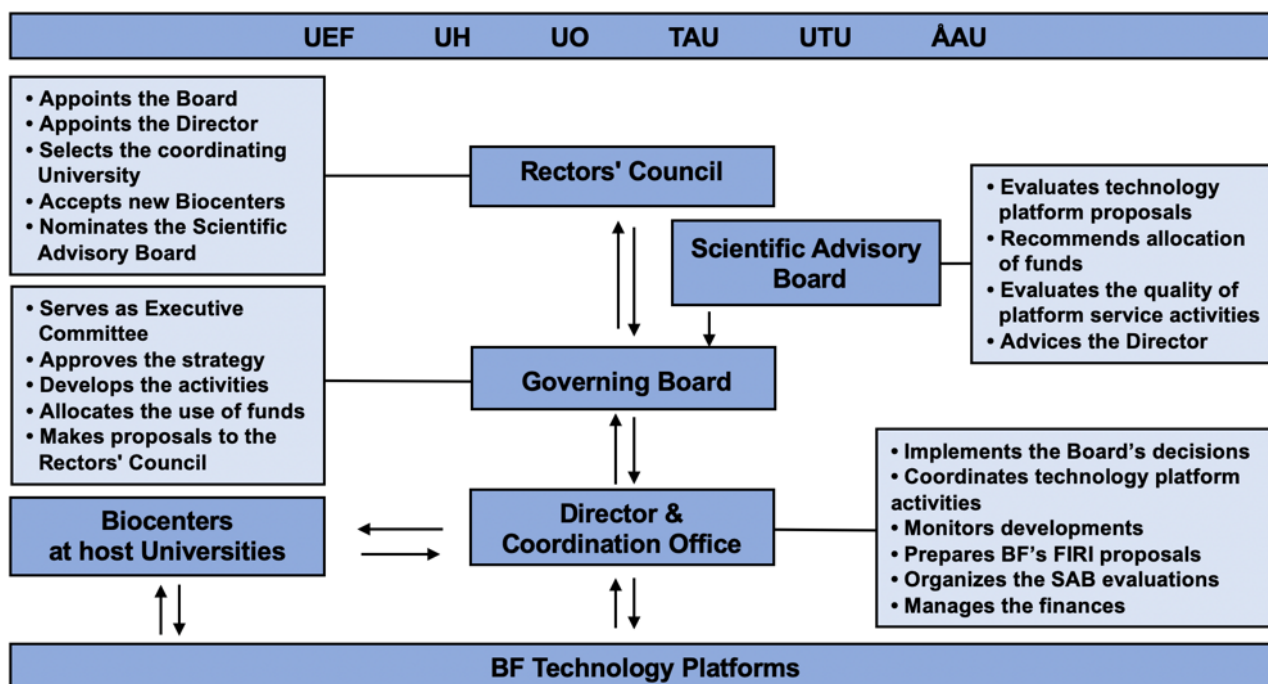 UEF UH UO TAU UTU ÅAU
• Appoints the Board
• Appoints the Director
• Selects the coordinating
University
• Accepts new Biocenters
• Nominates the Scientific
Advisory Board
Rectors' Council
Scientific Advisory
Board
• Evaluates technology
platform proposals
• Recommends allocation
of funds
• Evaluates the quality of
platform service activities
• Advices the Director
• Serves as Executive
Committee
• Approves the strategy
• Develops the activities
• Allocates the use of funds
• Makes proposals to the
Rectors' Council
Governing Board
Biocenters
at host Universities
Director &
Coordination Office
• Implements the Board’s decisions
• Coordinates technology platform
activities
• Monitors developments
• Prepares BF’s FIRI proposals
• Organizes the SAB evaluations
• Manages the finances
BF Technology Platforms